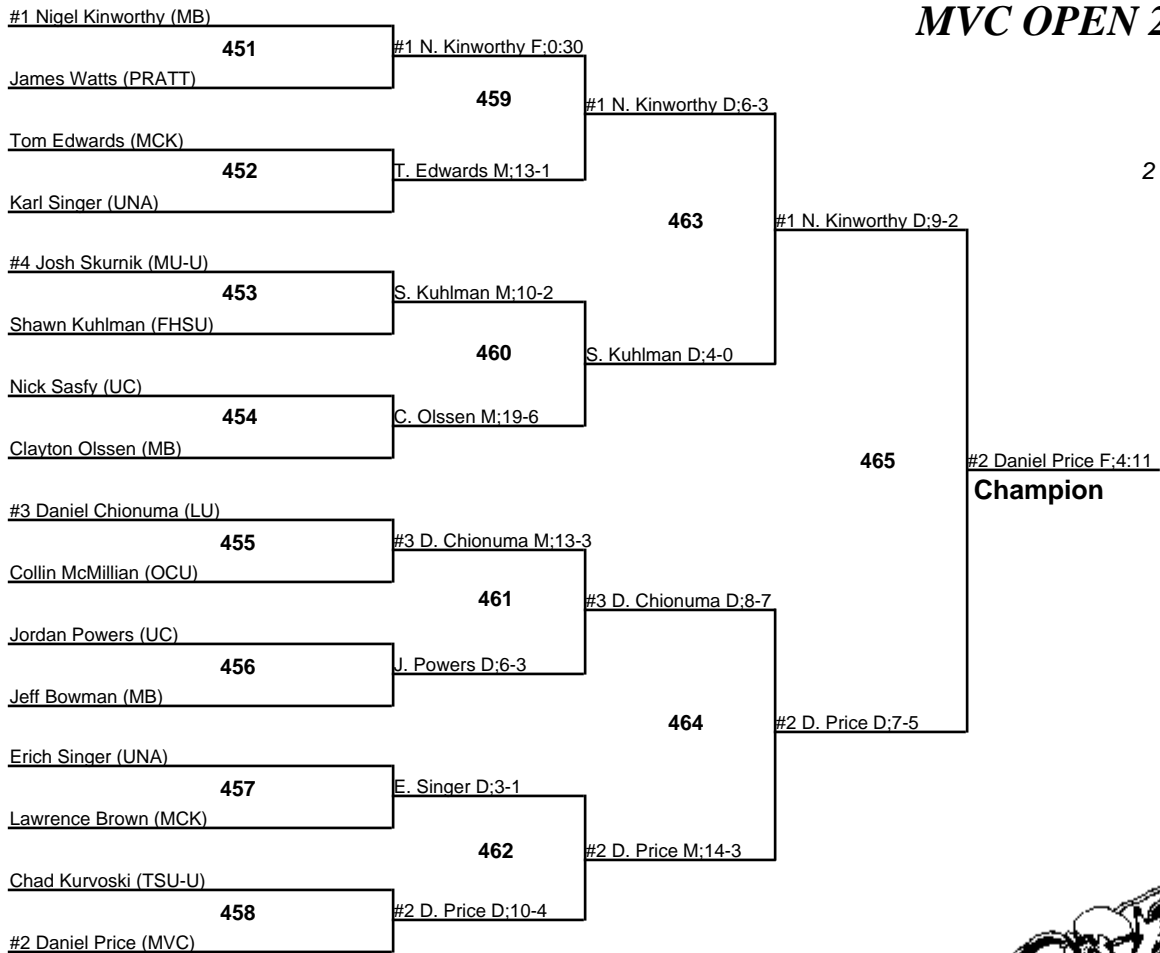 #1 Nigel Kinworthy (MB)
MVC OPEN 2
451
#1 N. Kinworthy F;0:30
James Watts (PRATT)
459
#1 N. Kinworthy D;6-3
Tom Edwards (MCK)
452
T. Edwards M;13-1
2
Karl Singer (UNA)
463
#1 N. Kinworthy D;9-2
#4 Josh Skurnik (MU-U)
453
S. Kuhlman M;10-2
Shawn Kuhlman (FHSU)
460
S. Kuhlman D;4-0
Nick Sasfy (UC)
454
C. Olssen M;19-6
Clayton Olssen (MB)
465
#2 Daniel Price F;4:11
Champion
#3 Daniel Chionuma (LU)
455
#3 D. Chionuma M;13-3
Collin McMillian (OCU)
461
#3 D. Chionuma D;8-7
Jordan Powers (UC)
456
J. Powers D;6-3
Jeff Bowman (MB)
464
#2 D. Price D;7-5
Erich Singer (UNA)
457
E. Singer D;3-1
Lawrence Brown (MCK)
462
#2 D. Price M;14-3
Chad Kurvoski (TSU-U)
458
#2 D. Price D;10-4
#2 Daniel Price (MVC)